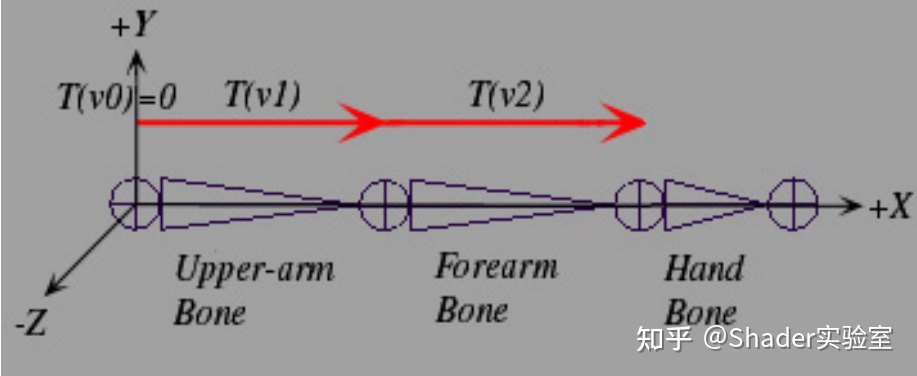 +Y
T(v0)=0 T(v1) T(v2)
+X
Upper-arm Bone
Forearm Bone
Hand Bone
-Z
知乎 @Shader实验室